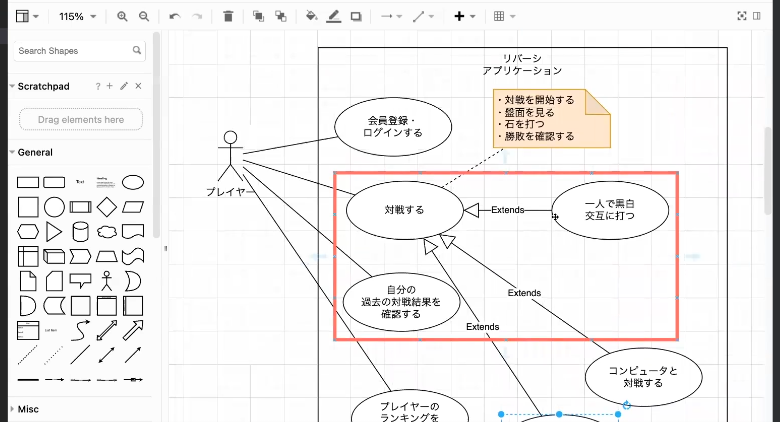 115%
Search Shapes
Scratchpad
Drag elements here
General
Text
Heading
List Item
Misc
リバーシ
アプリケーション
会員登録・
ログインする
・対戦を開始する
・盤面を見る
・石を打つ
・勝敗を確認する
プレイヤー
対戦する
Extends
一人で黒白
交互に打つ
自分の
過去の対戦結果を
確認する
Extends
Extends
コンピュータと
対戦する
プレイヤーの
ランキングを